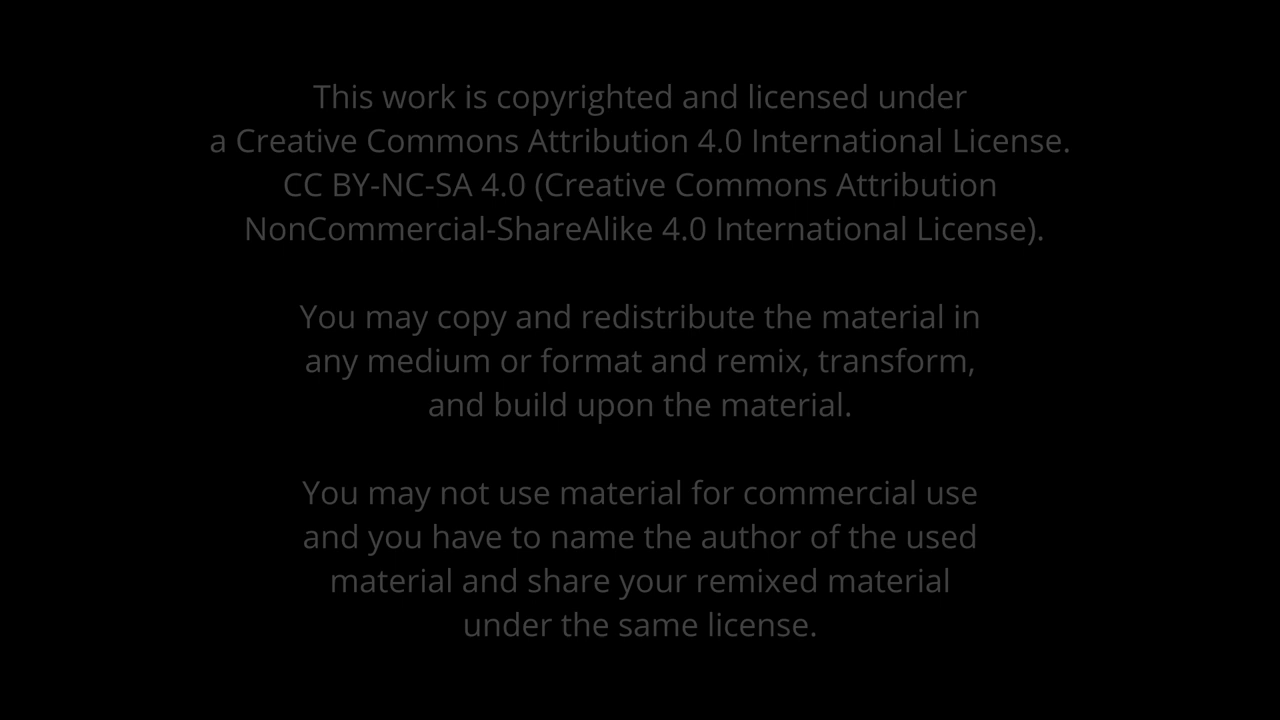 This work is copyrighted and licensed under
a Creative Commons Attribution 4.0 International License.
CC BY-NC-SA 4.0 (Creative Commons Attribution
NonCommercial-ShareAlike 4.0 International License).
You may copy and redistribute the material in
any medium or format and remix, transform,
and build upon the material.
You may not use material for commercial use
and you have to name the author of the used
material and share your remixed material
under the same license.